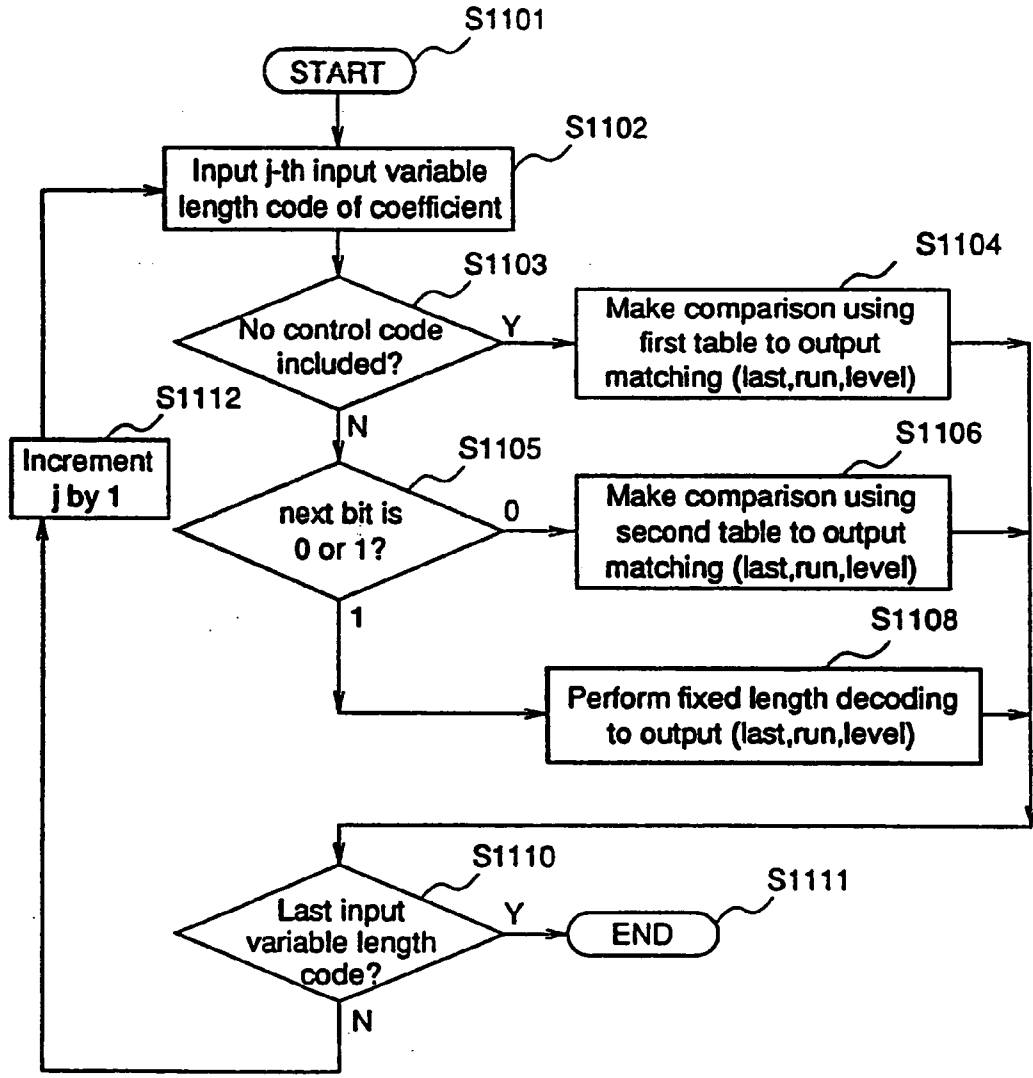 S1101
START
S1102
Input j-th input variable
length code of coefficient
S1103
No control code
included?
Y
N
S1104
Make comparison using
first table to output
matching (last,run,level)
S1112
Increment
j by 1
S1105
next bit is
0 or 1?
0
1
S1106
Make comparison using
second table to output
matching (last,run,level)
S1108
Perform fixed length decoding
to output (last,run,level)
S1110
Last input
variable length
code?
Y
N
S1111
END